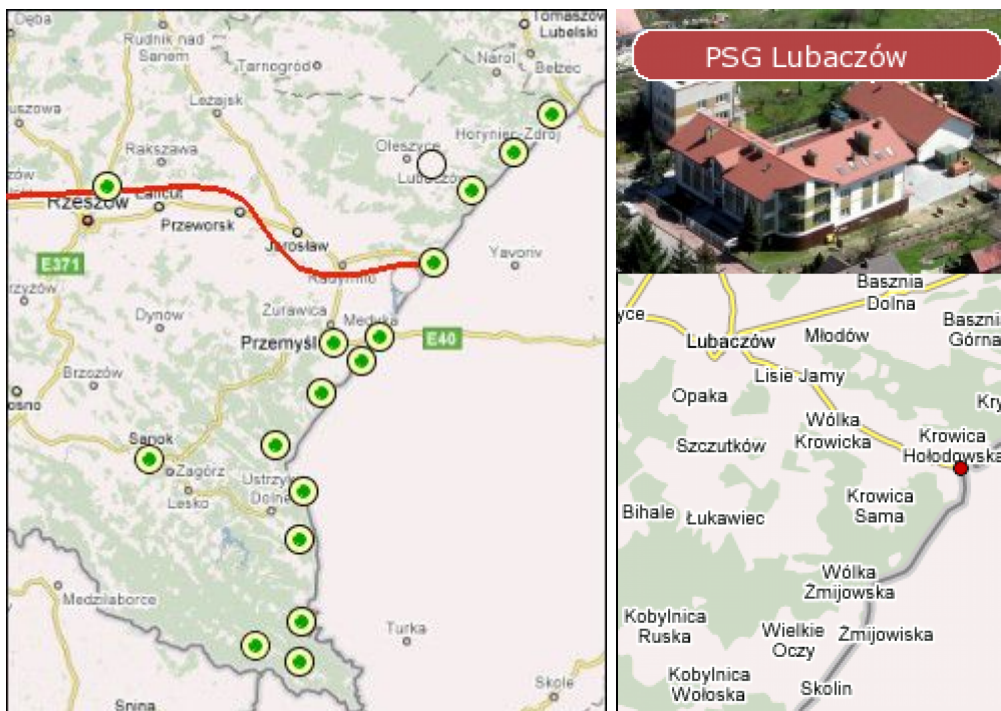 Dęba
Rudnik nad
Sanem
Tomaszów
Lubelski
Tarnogród
Narol
Bełżec
Leżajsk
Horyniec-Zdrój
Oleszyce
Lubaczów
Rakszawa
Rzeszów
Łańcut
Przeworsk
Jarosław
Radymno
Yavoriv
E371
Dynów
Żurawica
Medyka
Przemyśl
E40
Brzozów
Sanok
Zagórz
Lesko
Ustrzyki
Dolne
Medzilaborce
Turka
Skole
Snina
PSG Lubaczów
Basznia
Dolna
Lubaczów
Młodów
Basznia
Górna
Lisie Jamy
Opaka
Wólka
Krowicka
Szczutków
Krowica
Hołodowska
Krowica
Sama
Bihale
Łukawiec
Wólka
Żmijowska
Kobylnica
Ruska
Wielkie
Oczy
Żmijowiska
Kobylnica
Wołoska
Skolin